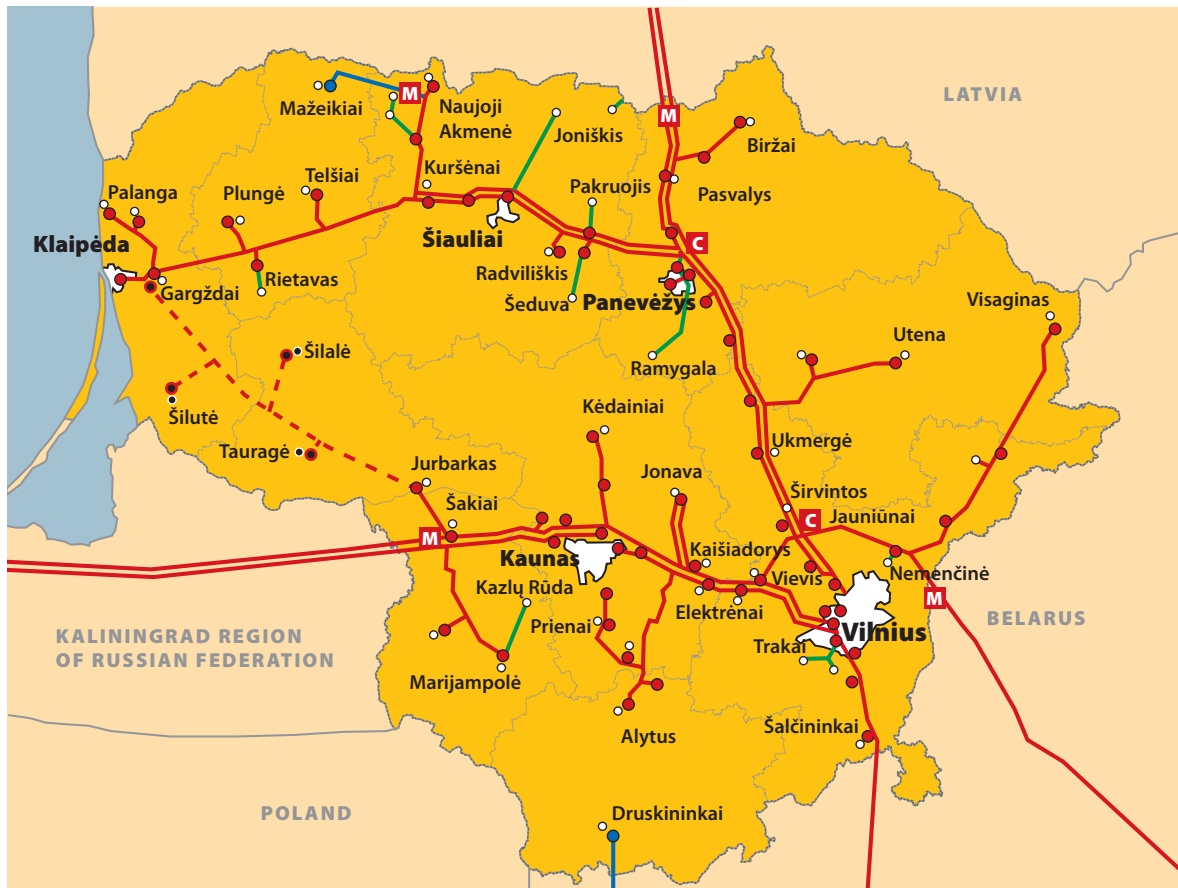 LATVIA
M
Mažeikiai
Naujoji
Akmenė
M
Joniškis
Biržai
Telšiai
Kuršėnai
Palanga
Plungė
Pakruojis
Pasvalys
Klaipėda
Šiauliai
C
Gargždai
Rietavas
Radviliškis
Šeduva
Panevėžys
Visaginas
Utena
Šilalė
Ramygala
Šilutė
Kėdainiai
Tauragė
Ukmergė
Jurbarkas
Jonava
Šakiai
Širvintos
M
C
Jauniūnai
Kaunas
Kaišiadorys
Vievis
Nemenčinė
Kazlų Rūda
Elektrėnai
M
BELARUS
Prienai
Vilnius
KALININGRAD REGION
OF RUSSIAN FEDERATION
Trakai
Marijampolė
Alytus
Šalčininkai
POLAND
Druskininkai